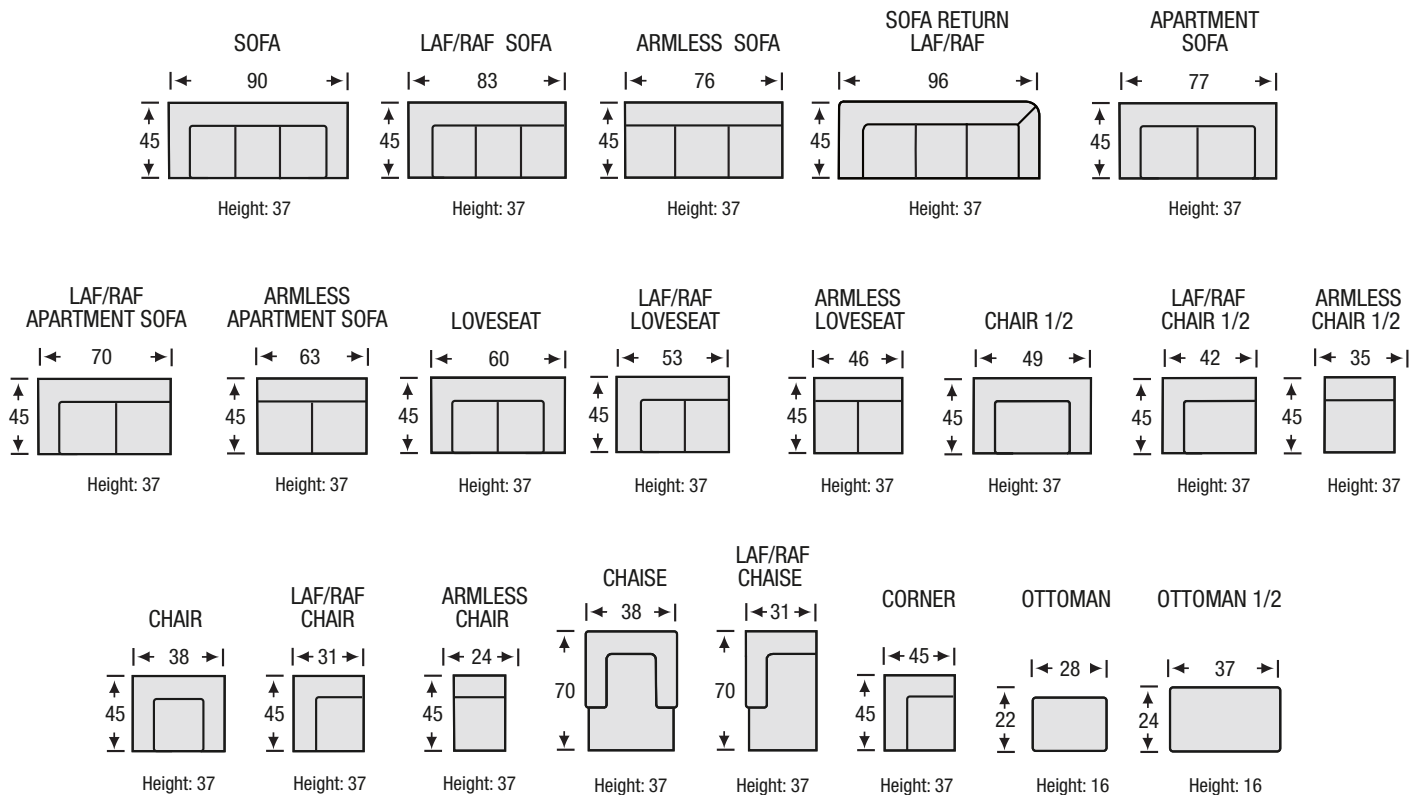 SOFA
90
45
Height: 37
LAF/RAF SOFA
83
45
Height: 37
ARMLESS SOFA
76
45
Height: 37
SOFA RETURN
LAF/RAF
96
45
Height: 37
APARTMENT
SOFA
77
45
Height: 37
LAF/RAF
APARTMENT SOFA
70
45
Height: 37
ARMLESS
APARTMENT SOFA
63
45
Height: 37
LOVESEAT
60
45
Height: 37
LAF/RAF
LOVESEAT
53
45
Height: 37
ARMLESS
LOVESEAT
46
45
Height: 37
CHAIR 1/2
49
45
Height: 37
LAF/RAF
CHAIR 1/2
42
45
Height: 37
ARMLESS
CHAIR 1/2
35
45
Height: 37
CHAIR
38
45
Height: 37
LAF/RAF
CHAIR
31
45
Height: 37
ARMLESS
CHAIR
24
45
Height: 37
CHAISE
38
70
Height: 37
LAF/RAF
CHAISE
31
70
Height: 37
CORNER
45
45
Height: 37
OTTOMAN
28
22
Height: 16
OTTOMAN 1/2
37
24
Height: 16